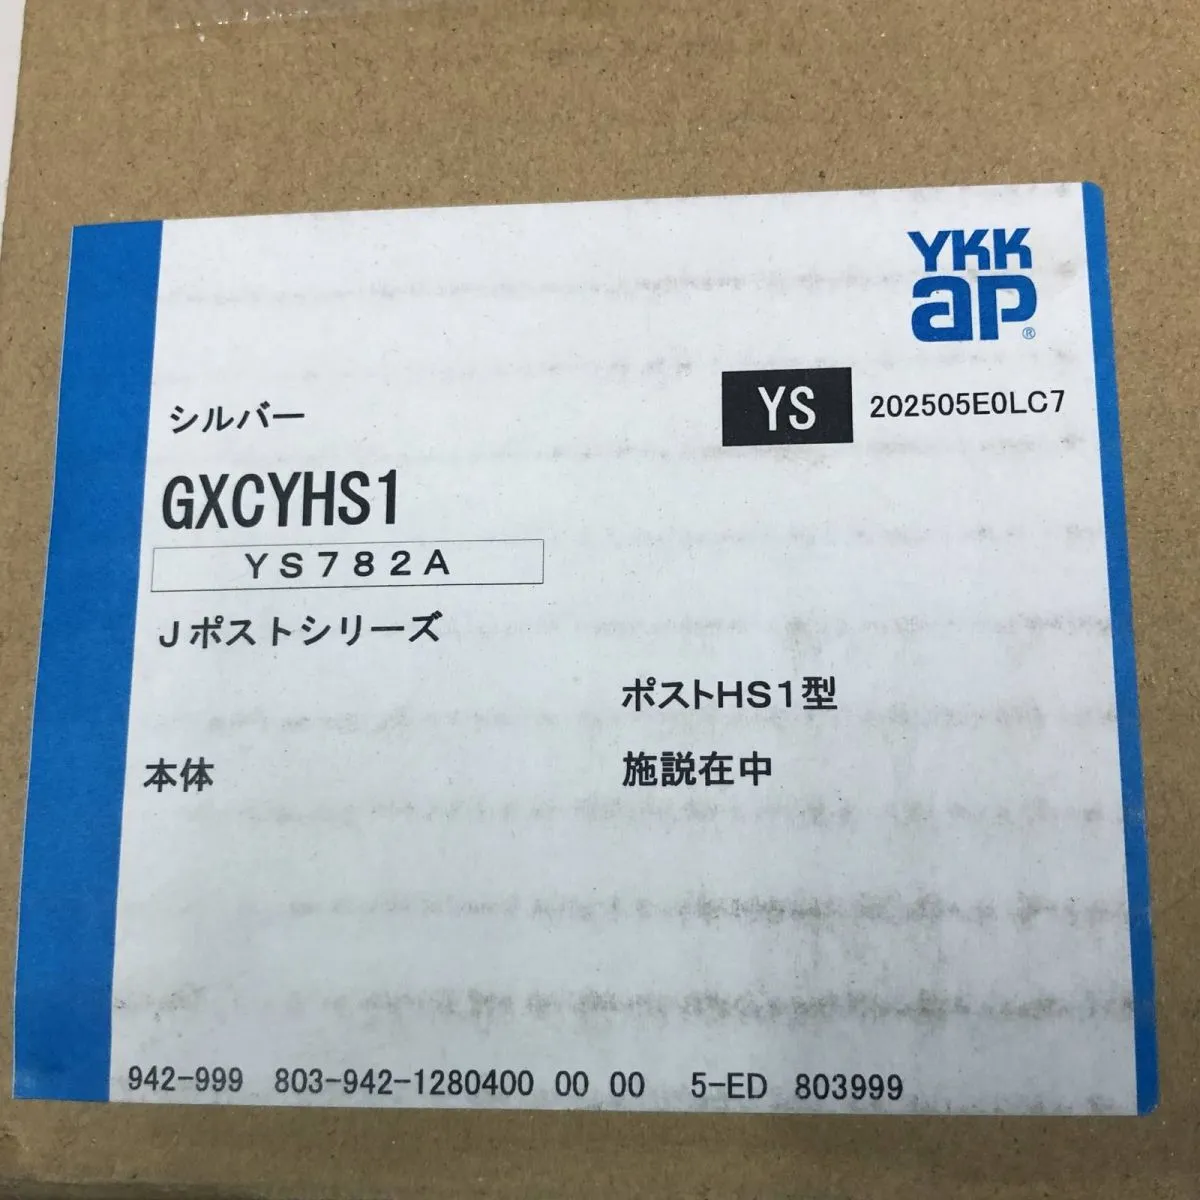 YKK
ap®
シルバー
YS 202505E0LC7
GXCYHS1
YS782A
Jポストシリーズ
ポストHS1型
本体 施説在中
942-999 803-942-1280400 00 00 5-ED 803999